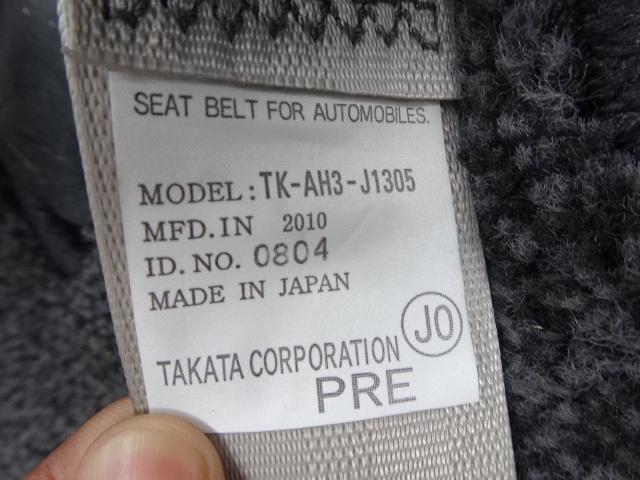 SEAT BELT FOR AUTOMOBILES.
MODEL: TK-AH3-J1305
MFD. IN 2010
ID. NO. 0804
MADE IN JAPAN
JO
TAKATA CORPORATION
PRE